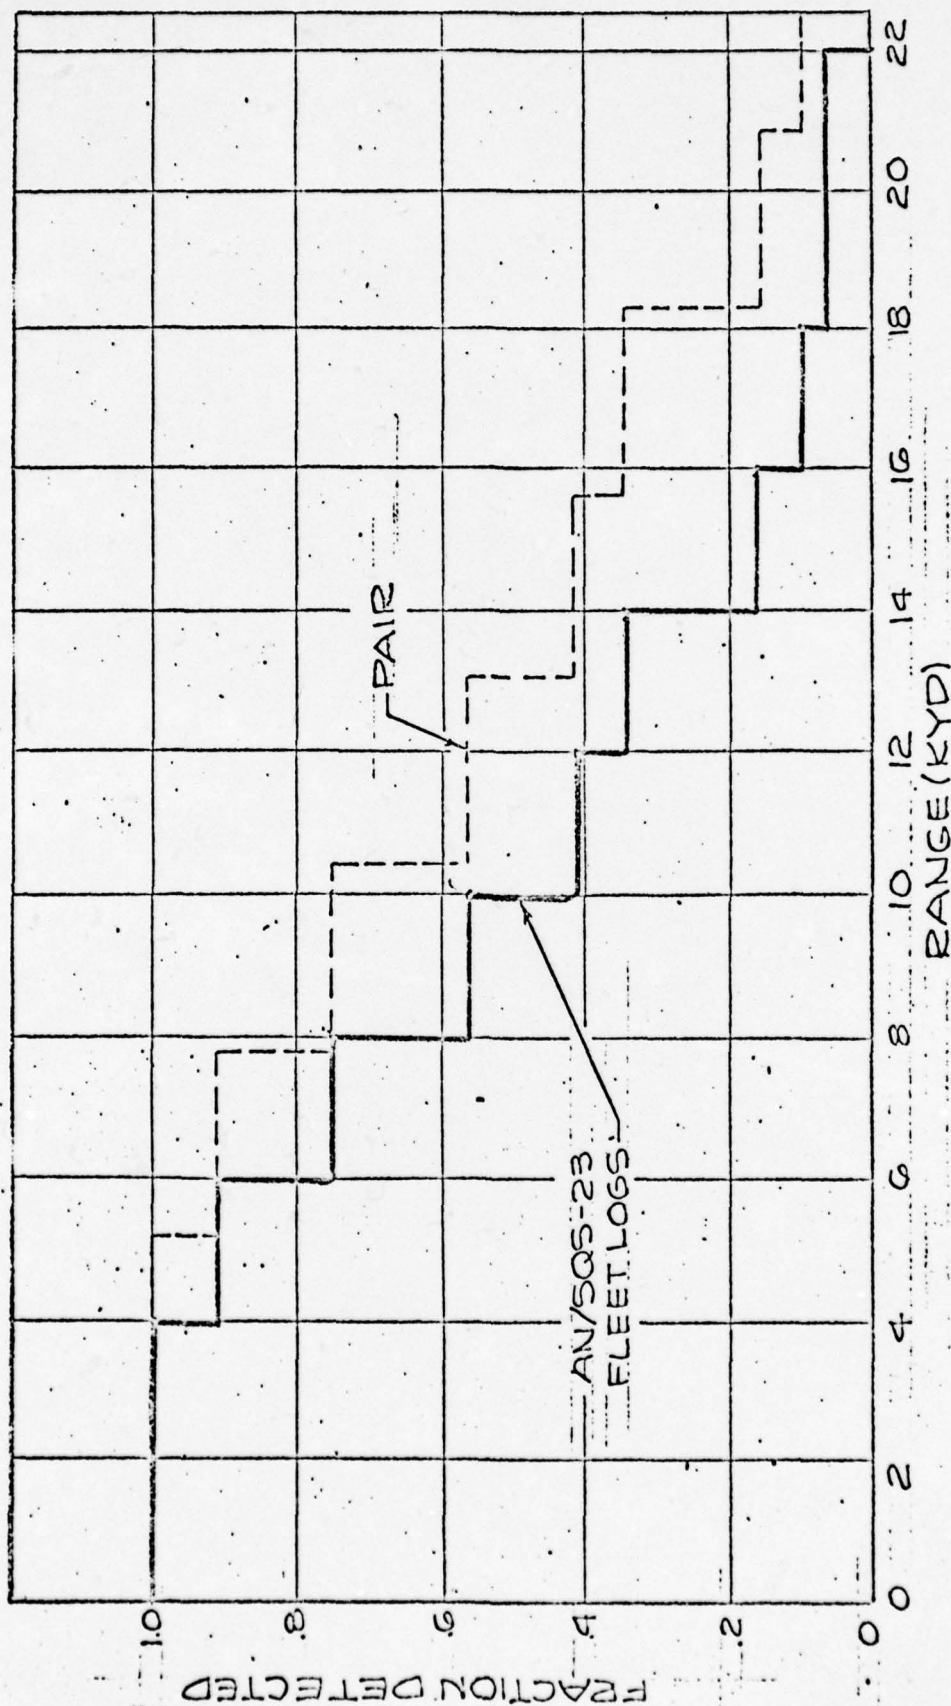 FRACTION DETECTED
1.0
.8
.6
.4
.2
0
PAIR
AN/SQS-23
FLEET LOGS
0 2 4 6 8 10 12 14 16 18 20 22
RANGE (KYD)